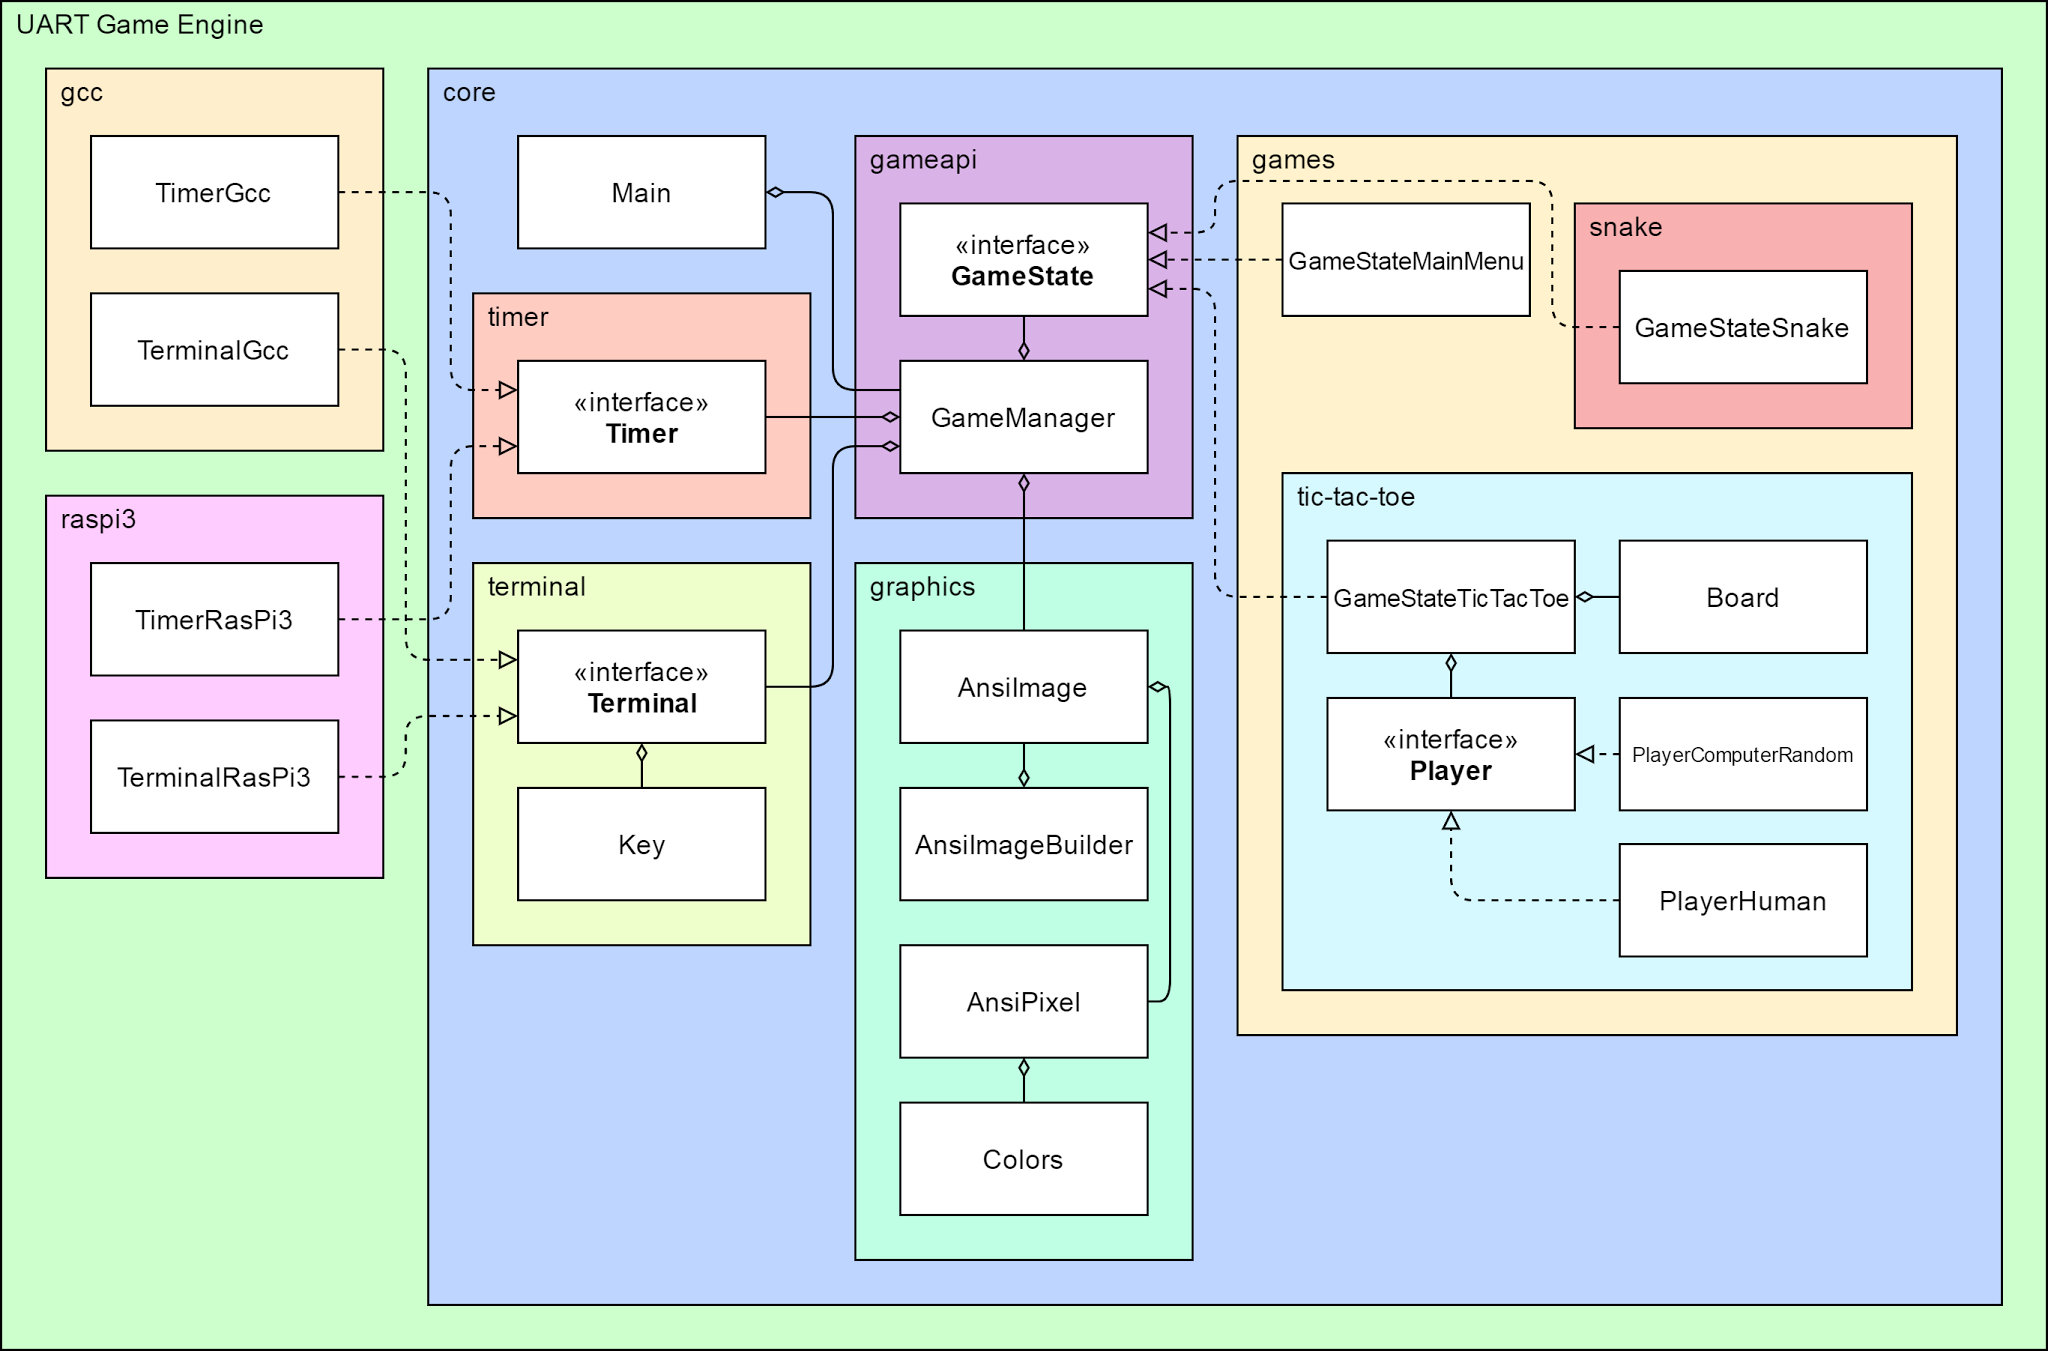 UART Game Engine
gcc
TimerGcc
TerminalGcc
raspi3
TimerRasPi3
TerminalRasPi3
core
Main
timer
«interface»
Timer
terminal
«interface»
Terminal
Key
gameapi
«interface»
GameState
GameManager
graphics
AnsiImage
AnsiImageBuilder
AnsiPixel
Colors
games
GameStateMainMenu
snake
GameStateSnake
tic-tac-toe
GameStateTicTacToe
Board
«interface»
Player
PlayerComputerRandom
PlayerHuman